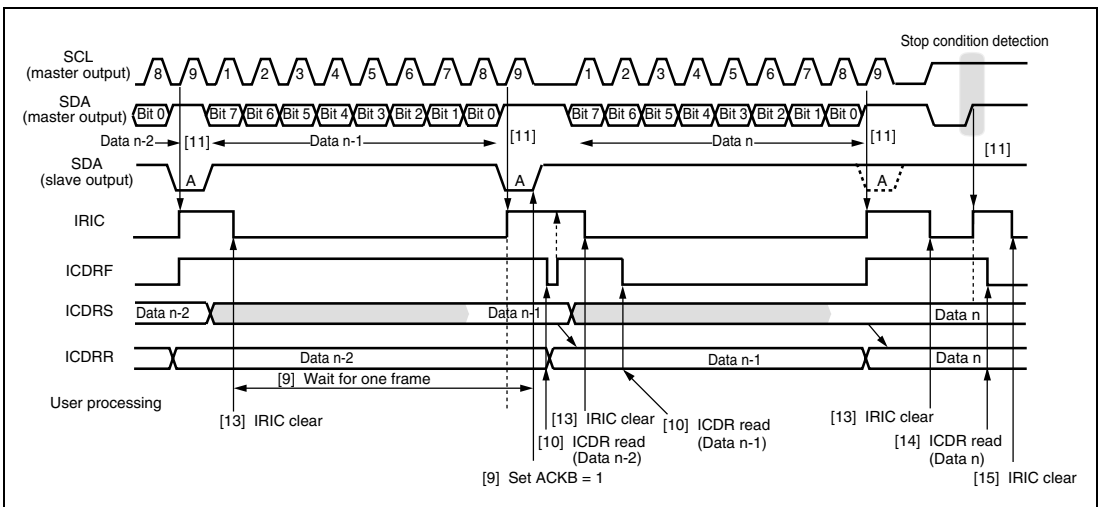 Stop condition detection
SCL
(master output)
8 9 1 2 3 4 5 6 7 8 9 1 2 3 4 5 6 7 8 9
SDA
(master output)
Bit 0 Bit 7 Bit 6 Bit 5 Bit 4 Bit 3 Bit 2 Bit 1 Bit 0 Bit 7 Bit 6 Bit 5 Bit 4 Bit 3 Bit 2 Bit 1 Bit 0
Data n-2 [11] Data n-1 [11] Data n [11] [11]
SDA
(slave output)
A A A
IRIC
ICDRF
ICDRS
Data n-2 Data n-1 Data n
ICDRR
Data n-2 Data n-1 Data n
[9] Wait for one frame
User processing
[13] IRIC clear
[13] IRIC clear
[10] ICDR read
(Data n-2)
[10] ICDR read
(Data n-1)
[9] Set ACKB = 1
[13] IRIC clear
[14] ICDR read
(Data n)
[15] IRIC clear